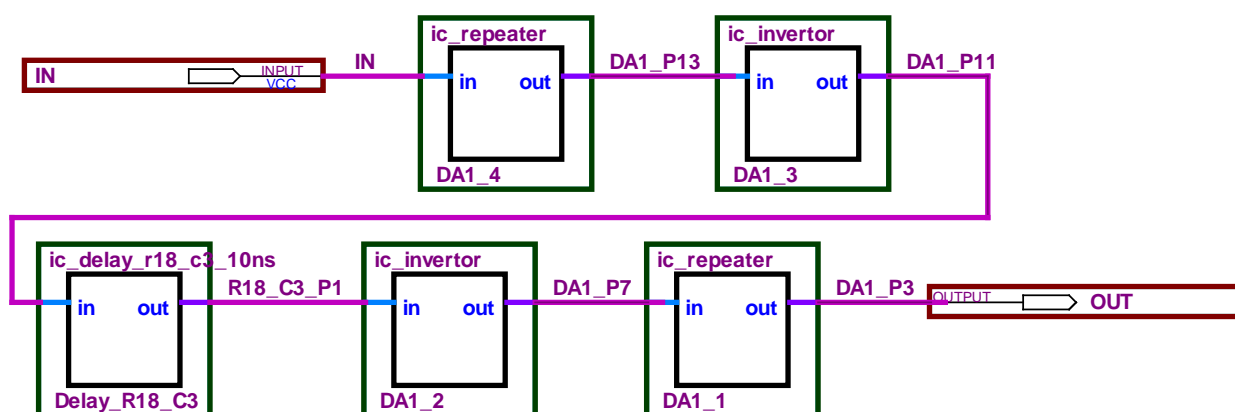 ic_repeater
ic_invertor
IN
INPUT
VCC
IN
in
out
DA1_P13
in
out
DA1_P11
DA1_4
DA1_3
ic_delay_r18_c3_10ns
ic_invertor
ic_repeater
in
out
R18_C3_P1
in
out
DA1_P7
in
out
DA1_P3
OUTPUT
OUT
Delay_R18_C3
DA1_2
DA1_1